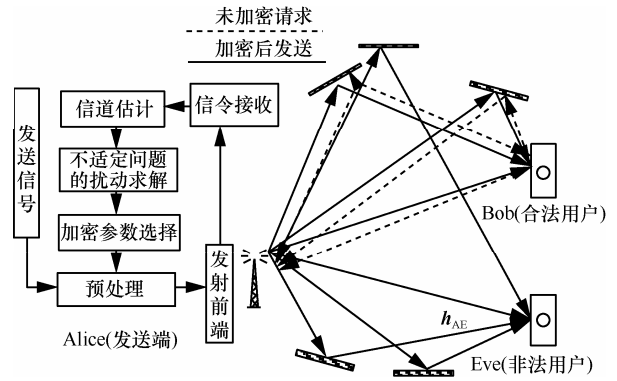 未加密请求
加密后发送
发送信号
信道估计
信令接收
不适定问题
的扰动求解
加密参数选择
预处理
发射前端
Alice(发送端)
Bob(合法用户)
h_AE
Eve(非法用户)